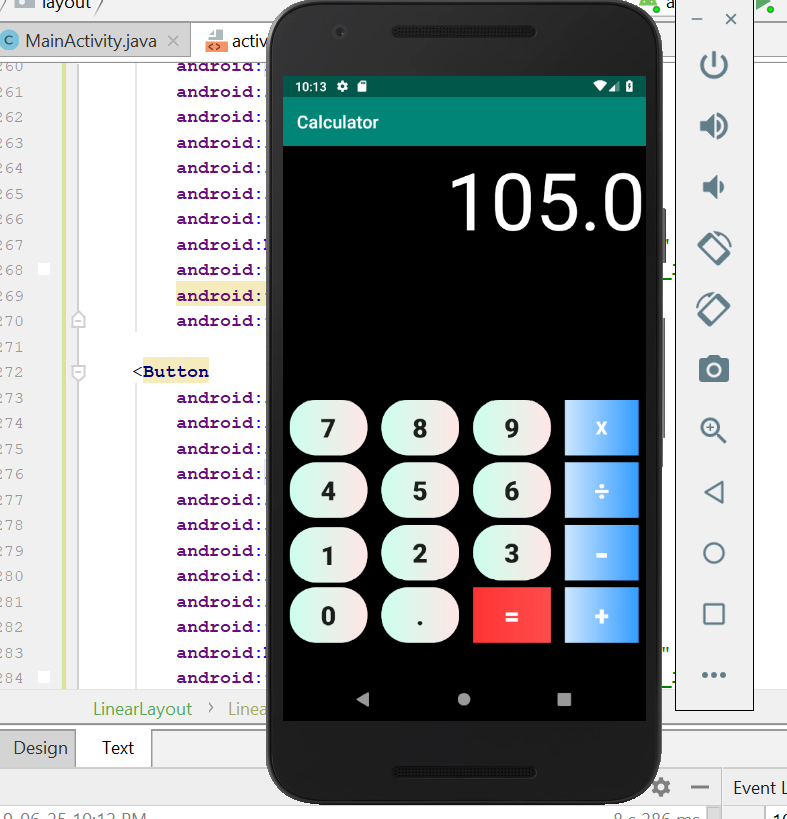 layout
MainActivity.java
activ
10:13
Calculator
105.0
7 8 9 x
4 5 6 ÷
1 2 3 -
0 . = +
260 android:
261 android:
262 android:
263 android:
264 android:
265 android:
266 android:
267 android:
268 android:
269 android:
270 android:
271
272 <Button
273 android:
274 android:
275 android:
276 android:
277 android:
278 android:
279 android:
280 android:
281 android:
282 android:
283 android:
284 android:
LinearLayout > Linea
Design Text
Event L
9-06-25 10:12 PM
8 s 286 ms